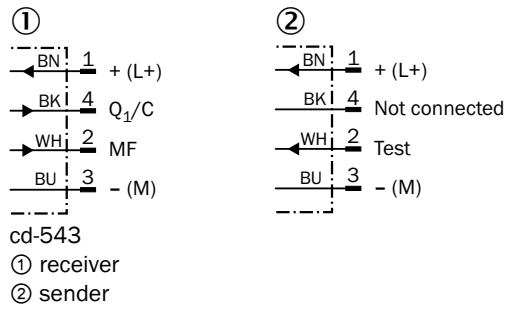 ① ②
BN 1 + (L+) BN 1 + (L+)
BK 4 Q₁/C BK 4 Not connected
WH 2 MF WH 2 Test
BU 3 − (M) BU 3 − (M)
cd-543
① receiver
② sender